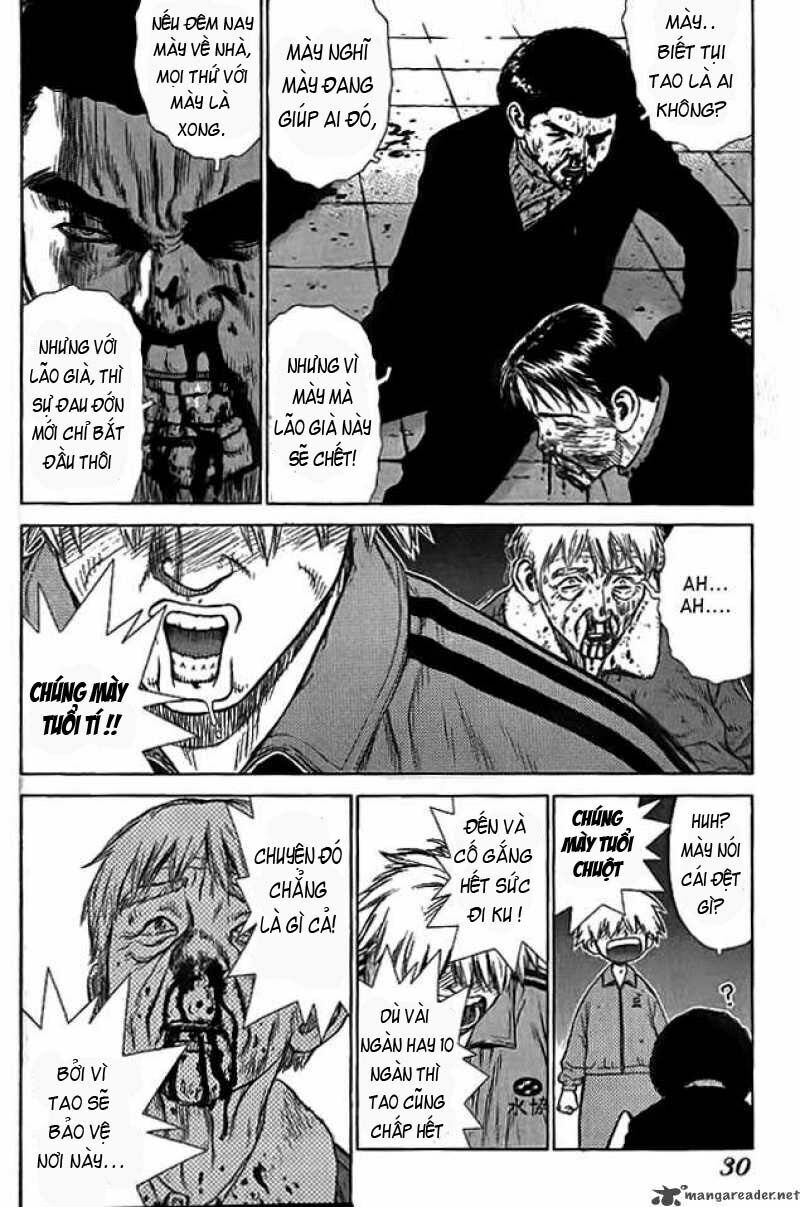 MÀY..
BIẾT TỤI
TAO LÀ AI
KHÔNG?
MÀY NGHĨ
MÀY ĐANG
GIÚP AI ĐÓ,
NHƯNG VÌ
MÀY MÀ
LÃO GIÀ NÀY
SẼ CHẾT!
NẾU ĐÊM NAY
MÀY VỀ NHÀ,
MỌI THỨ VỚI
MÀY LÀ
XONG.
NHƯNG VỚI
LÃO GIÀ, THÌ
SỰ ĐAU ĐỚN
MỚI CHỈ BẮT
ĐẦU THÔI
AH...
AH....
CHÚNG MÀY
TUỔI TÍ !!
HUH?
MÀY NÓI
CÁI ĐỆT
GÌ?
?
CHÚNG
MÀY TUỔI
CHUỘT
ĐẾN VÀ
CỐ GẮNG
HẾT SỨC
ĐI KU !
DÙ VÀI
NGÀN HAY 10
NGÀN THÌ
TAO CŨNG
CHẤP HẾT
水協
CHUYỆN ĐÓ
CHẲNG
LÀ GÌ CẢ!
BỞI VÌ
TAO SẼ
BẢO VỆ
NƠI NÀY...
30
mangareader.net